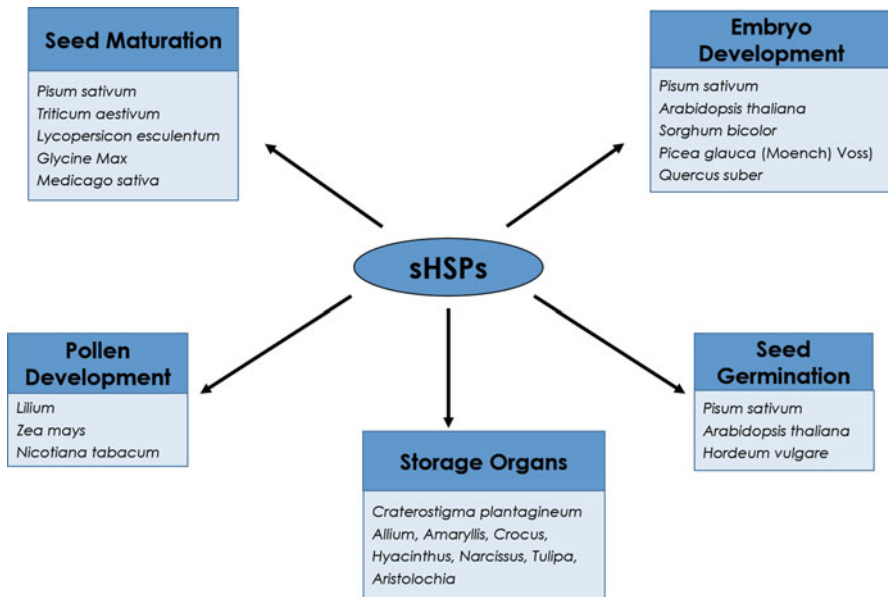 Seed Maturation
Pisum sativum
Triticum aestivum
Lycopersicon esculentum
Glycine Max
Medicago sativa
Embryo
Development
Pisum sativum
Arabidopsis thaliana
Sorghum bicolor
Picea glauca (Moench) Voss)
Quercus suber
sHSPs
Pollen
Development
Lilium
Zea mays
Nicotiana tabacum
Storage Organs
Craterostigma plantagineum
Allium, Amaryllis, Crocus,
Hyacinthus, Narcissus, Tulipa,
Aristolochia
Seed
Germination
Pisum sativum
Arabidopsis thaliana
Hordeum vulgare